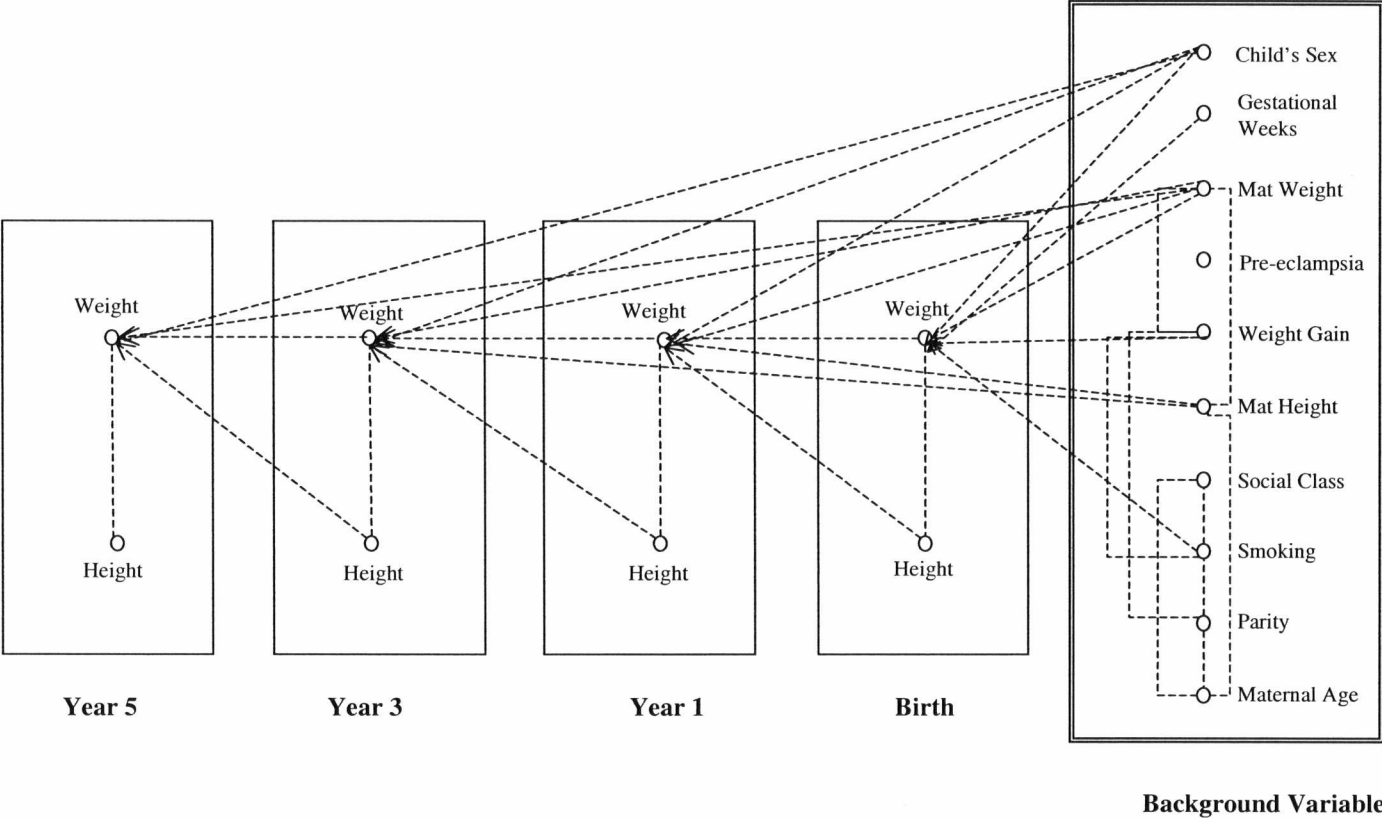 Child's Sex
Gestational
Weeks
Mat Weight
Pre-eclampsia
Weight Gain
Mat Height
Social Class
Smoking
Parity
Maternal Age
Weight
Weight
Weight
Weight
Height
Height
Height
Height
Year 5
Year 3
Year 1
Birth
Background Variable